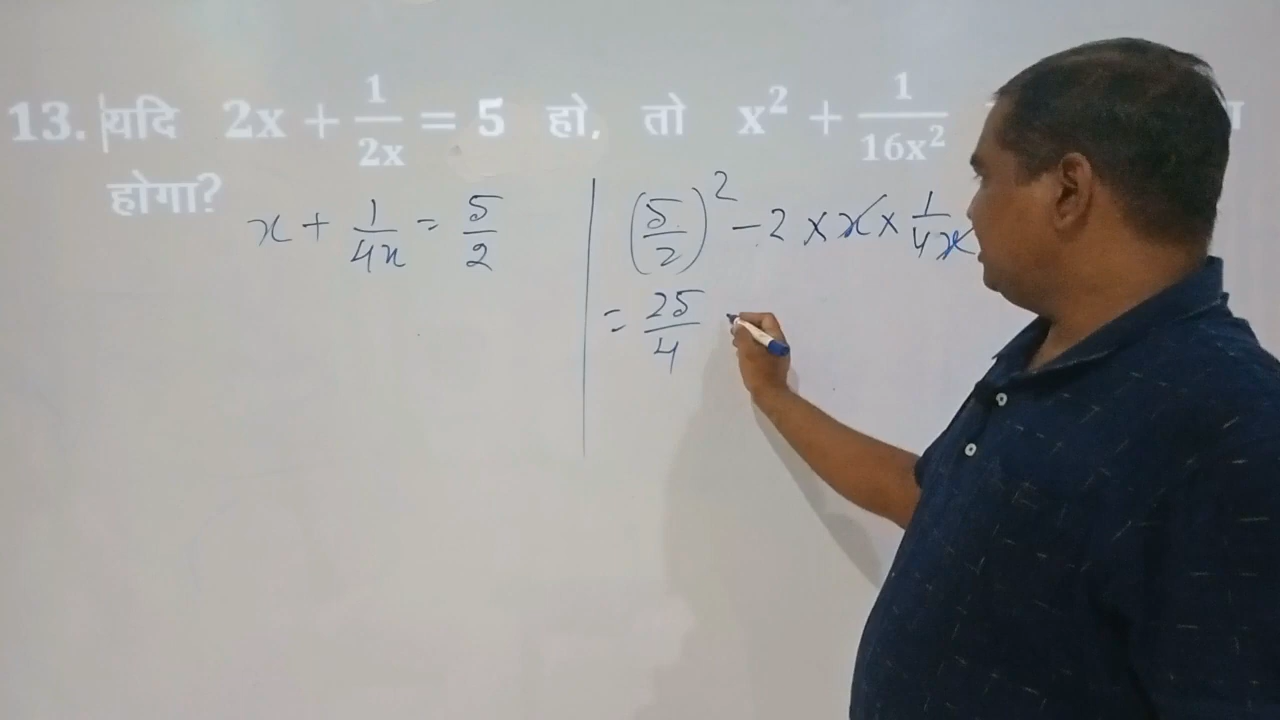 13. यदि 2x + 1/2x = 5 हो, तो x² + 1/16x²
होगा?
x + 1/4x = 5/2
(5/2)² - 2 × x × 1/4x
= 25/4